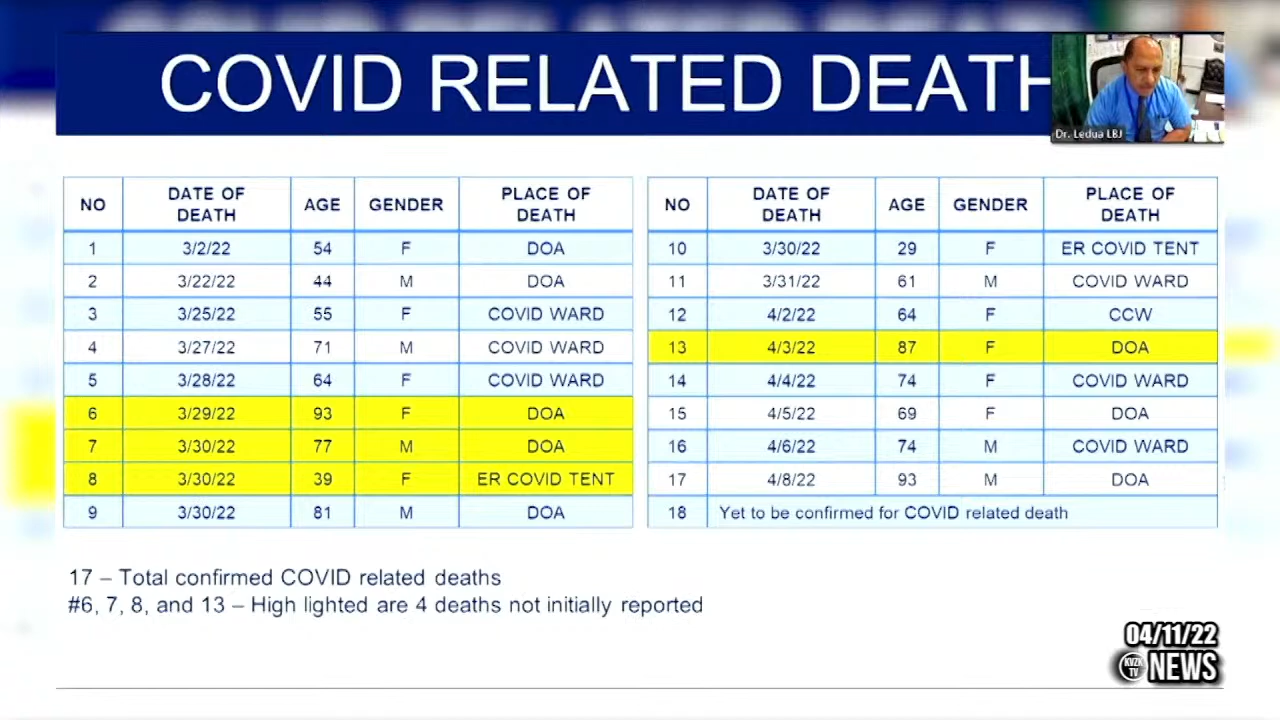 COVID RELATED DEATH
Dr. Ledua LBJ
NO DATE OF DEATH AGE GENDER PLACE OF DEATH
1 3/2/22 54 F DOA
2 3/22/22 44 M DOA
3 3/25/22 55 F COVID WARD
4 3/27/22 71 M COVID WARD
5 3/28/22 64 F COVID WARD
6 3/29/22 93 F DOA
7 3/30/22 77 M DOA
8 3/30/22 39 F ER COVID TENT
9 3/30/22 81 M DOA
NO DATE OF DEATH AGE GENDER PLACE OF DEATH
10 3/30/22 29 F ER COVID TENT
11 3/31/22 61 M COVID WARD
12 4/2/22 64 F CCW
13 4/3/22 87 F DOA
14 4/4/22 74 F COVID WARD
15 4/5/22 69 F DOA
16 4/6/22 74 M COVID WARD
17 4/8/22 93 M DOA
18 Yet to be confirmed for COVID related death
17 – Total confirmed COVID related deaths
#6, 7, 8, and 13 – High lighted are 4 deaths not initially reported
04/11/22
KVZK TV NEWS